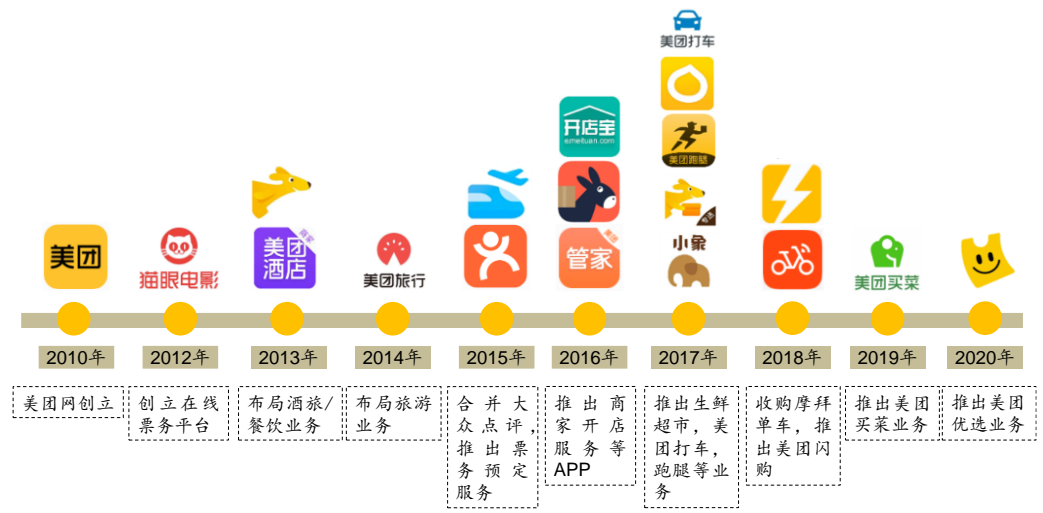 美团打车
开店宝
emeituan.com
美团跑腿
专送
美团
猫眼电影
商家
美团
酒店
美团旅行
美团
管家
小象
美团买菜
2010年
2012年
2013年
2014年
2015年
2016年
2017年
2018年
2019年
2020年
美团网创立
创立在线
票务平台
布局酒旅/
餐饮业务
布局旅游
业务
合并大
众点评,
推出票
务预定
服务
推出商
家开店
服务等
APP
推出生鲜
超市，美
团打车，
跑腿等业
务
收购摩拜
单车，推
出美团闪
购
推出美团
买菜业务
推出美团
优选业务